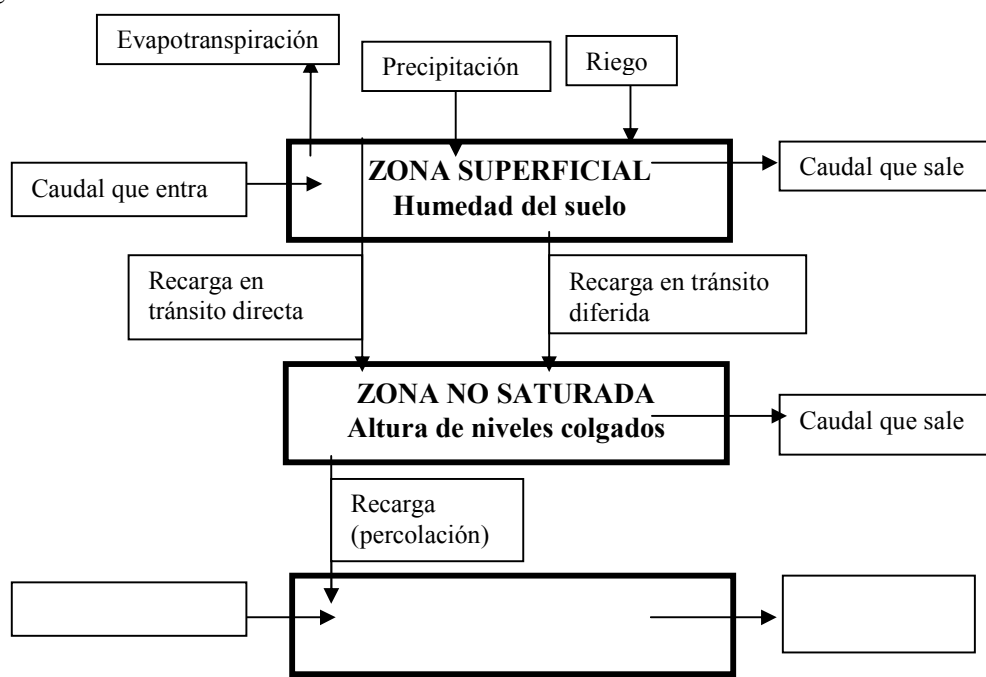 Evapotranspiración
Precipitación
Riego
Caudal que entra
ZONA SUPERFICIAL
Humedad del suelo
Caudal que sale
Recarga en
tránsito directa
Recarga en tránsito
diferida
ZONA NO SATURADA
Altura de niveles colgados
Caudal que sale
Recarga
(percolación)